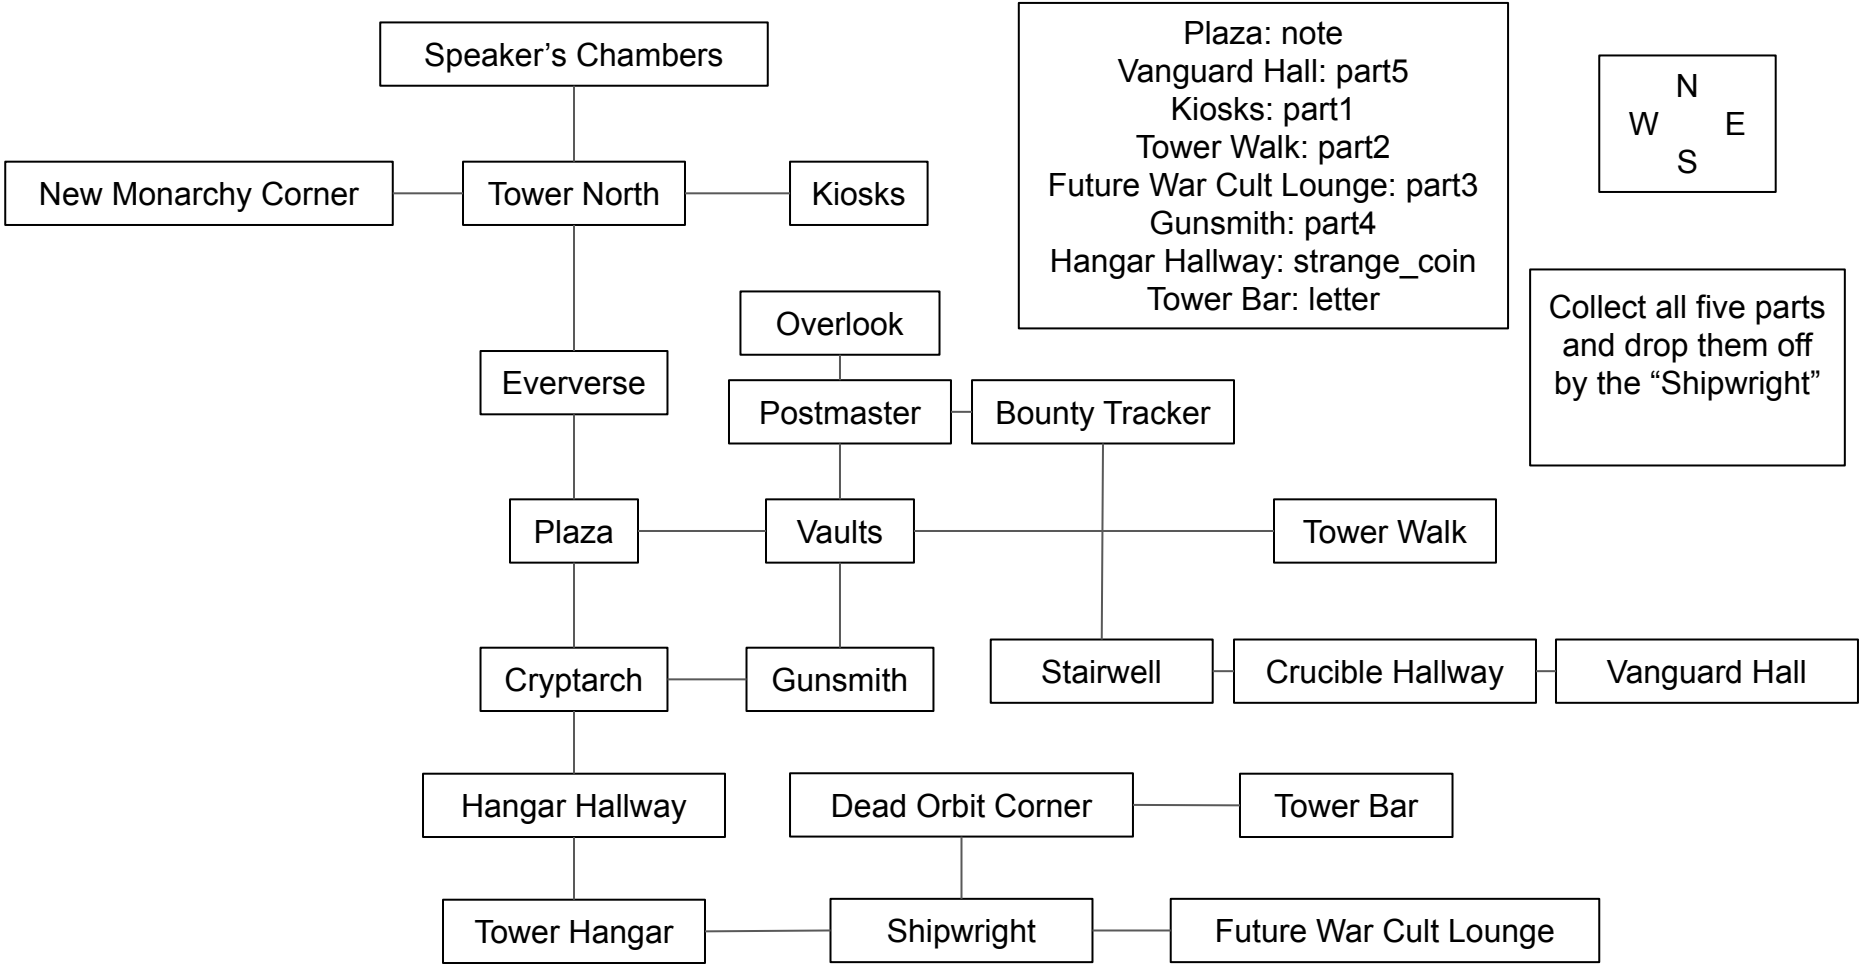 Speaker’s Chambers
New Monarchy Corner
Tower North
Kiosks
Plaza: note
Vanguard Hall: part5
Kiosks: part1
Tower Walk: part2
Future War Cult Lounge: part3
Gunsmith: part4
Hangar Hallway: strange_coin
Tower Bar: letter
N
W E
S
Collect all five parts
and drop them off
by the “Shipwright”
Overlook
Eververse
Postmaster
Bounty Tracker
Plaza
Vaults
Tower Walk
Cryptarch
Gunsmith
Stairwell
Crucible Hallway
Vanguard Hall
Hangar Hallway
Dead Orbit Corner
Tower Bar
Tower Hangar
Shipwright
Future War Cult Lounge